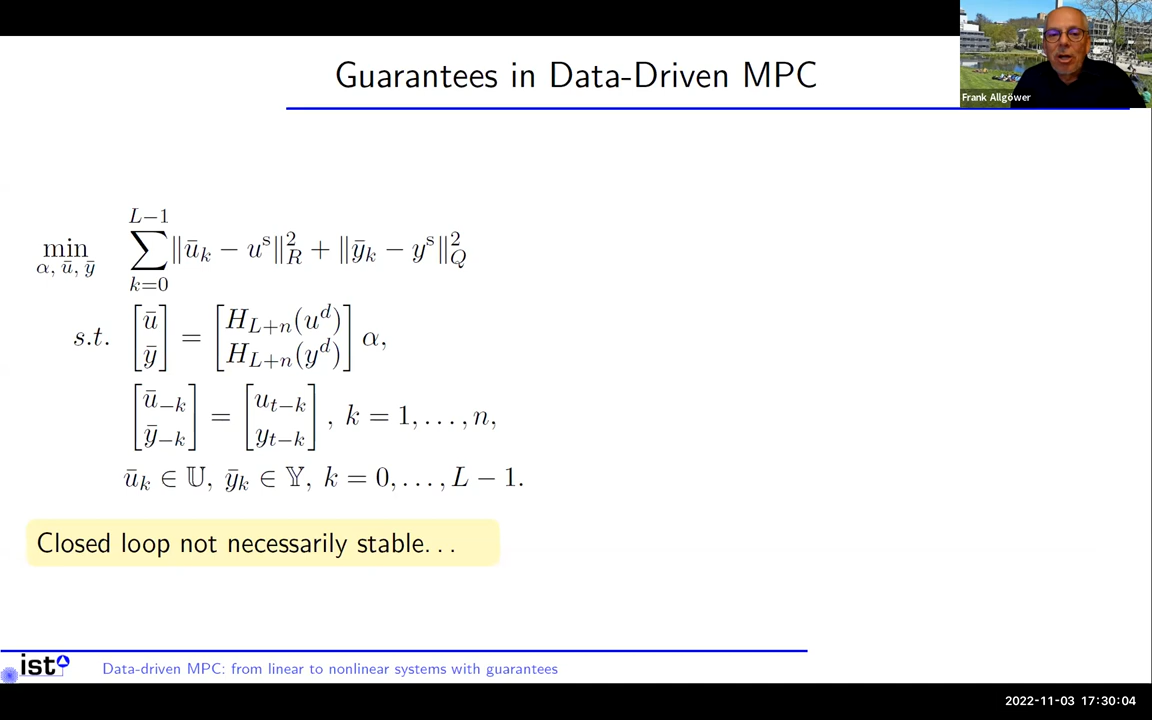 Guarantees in Data-Driven MPC
Frank Allgöwer
min_{α, ū, ȳ} ∑_{k=0}^{L−1} ‖ū_k − u^s‖²_R + ‖ȳ_k − y^s‖²_Q
s.t. [ū; ȳ] = [H_{L+n}(u^d); H_{L+n}(y^d)] α,
[ū_{−k}; ȳ_{−k}] = [u_{t−k}; y_{t−k}], k = 1, . . . , n,
ū_k ∈ 𝕌, ȳ_k ∈ 𝕐, k = 0, . . . , L − 1.
Closed loop not necessarily stable. . .
ist
Data-driven MPC: from linear to nonlinear systems with guarantees
2022-11-03 17:30:04